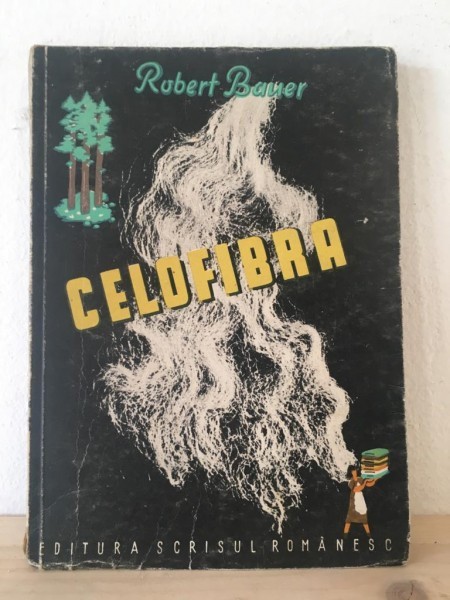 Robert Bauer
CELOFIBRA
EDITURA SCRISUL ROMÂNESC